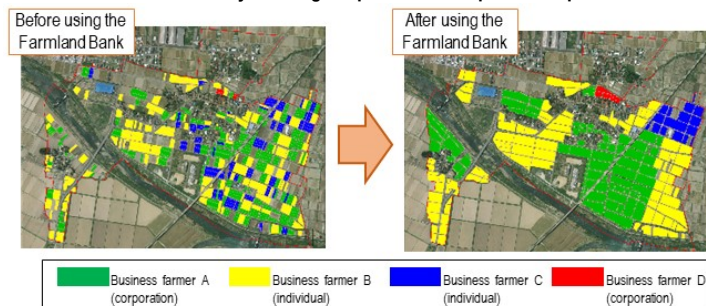 Before using the
Farmland Bank
After using the
Farmland Bank
Business farmer A
(corporation)
Business farmer B
(individual)
Business farmer C
(individual)
Business farmer D
(corporation)